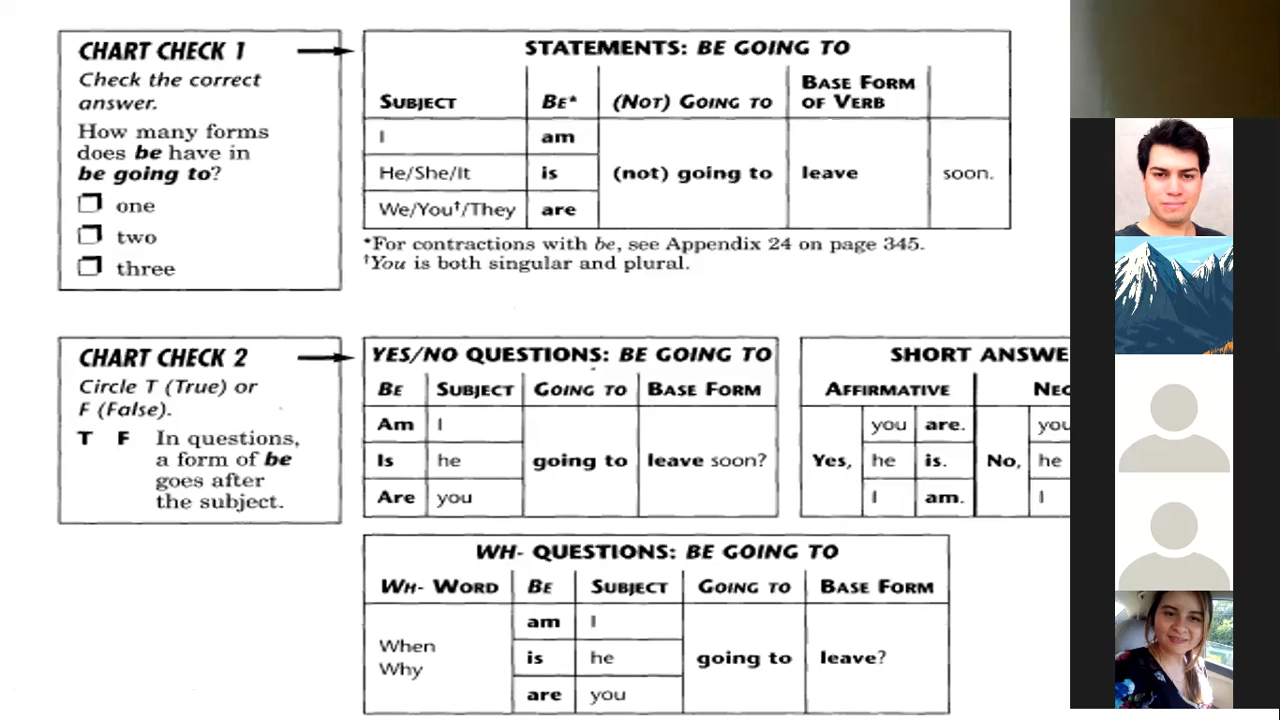 CHART CHECK 1
Check the correct
answer.
How many forms
does be have in
be going to?
one
two
three
STATEMENTS: BE GOING TO
SUBJECT BE* (NOT) GOING TO BASE FORM OF VERB
I am
He/She/It is (not) going to leave soon.
We/You†/They are
*For contractions with be, see Appendix 24 on page 345.
†You is both singular and plural.
CHART CHECK 2
Circle T (True) or
F (False).
T F In questions,
a form of be
goes after
the subject.
YES/NO QUESTIONS: BE GOING TO
BE SUBJECT GOING TO BASE FORM
Am I
Is he going to leave soon?
Are you
SHORT ANSWE
AFFIRMATIVE NEG
you are. you
Yes, he is. No, he
I am. I
WH- QUESTIONS: BE GOING TO
WH- WORD BE SUBJECT GOING TO BASE FORM
When
Why
am I
is he going to leave?
are you